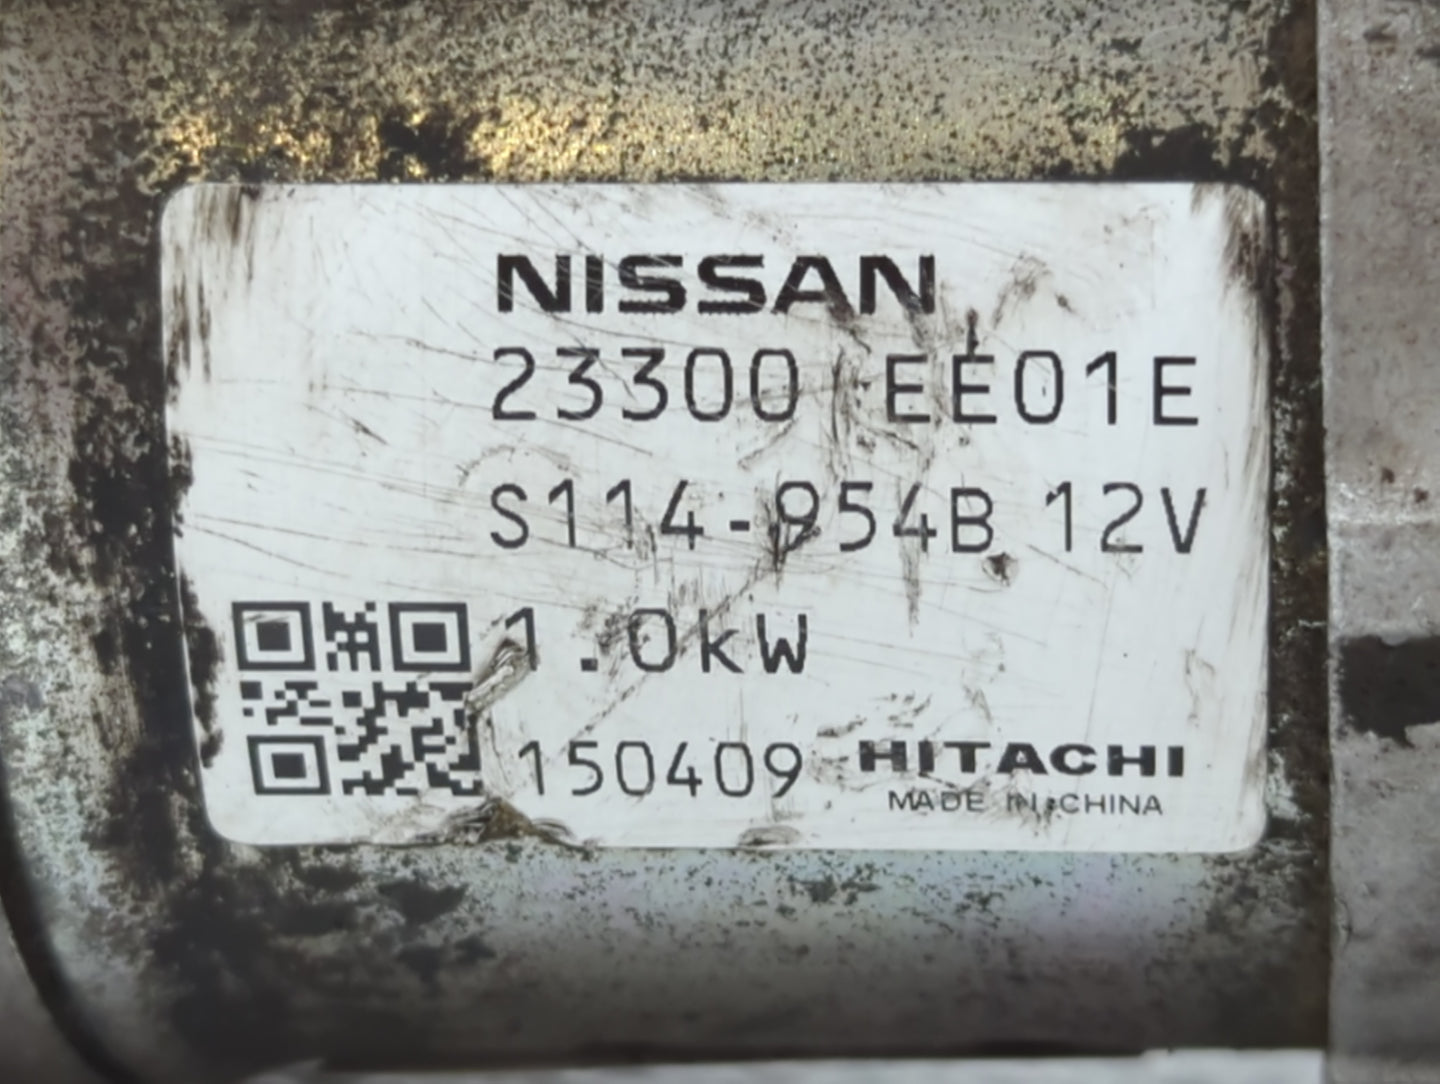 NISSAN
23300 EE01E
S114-954B 12V
1.0kW
150409 HITACHI
MADE IN CHINA